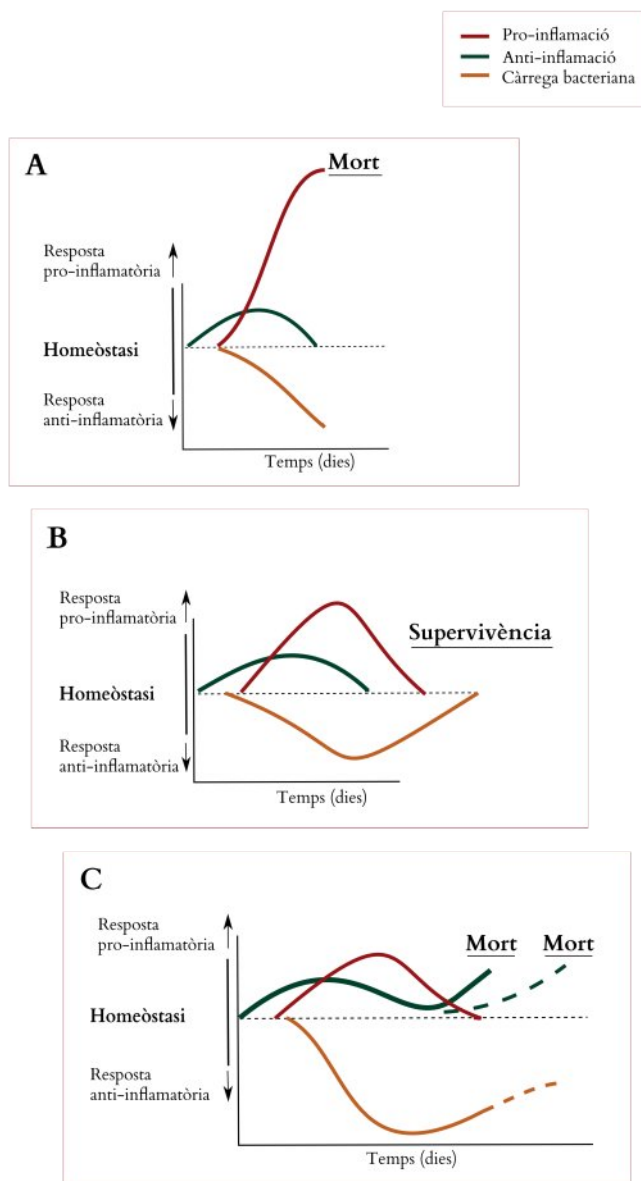 Pro-inflamació
Anti-inflamació
Càrrega bacteriana
A
Mort
Resposta
pro-inflamatòria
Homeòstasi
Resposta
anti-inflamatòria
Temps (dies)
B
Resposta
pro-inflamatòria
Supervivència
Homeòstasi
Resposta
anti-inflamatòria
Temps (dies)
C
Resposta
pro-inflamatòria
Mort Mort
Homeòstasi
Resposta
anti-inflamatòria
Temps (dies)